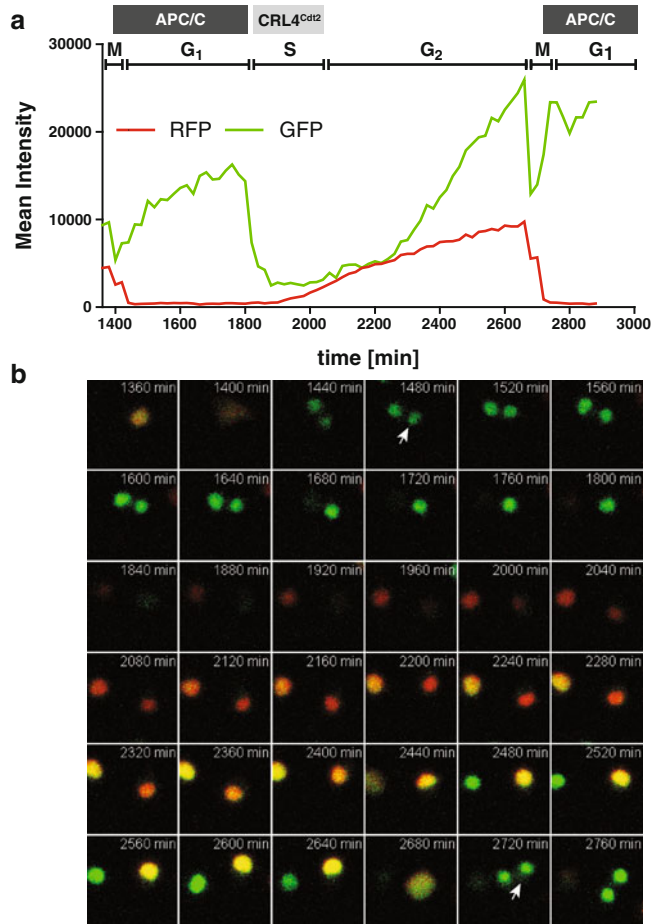 a
APC/C CRL4Cdt2 APC/C
M G1 S G2 M G1
30000
20000
10000
0
RFP GFP
Mean Intensity
1400 1600 1800 2000 2200 2400 2600 2800 3000
time [min]
b
1360 min 1400 min 1440 min 1480 min 1520 min 1560 min
1600 min 1640 min 1680 min 1720 min 1760 min 1800 min
1840 min 1880 min 1920 min 1960 min 2000 min 2040 min
2080 min 2120 min 2160 min 2200 min 2240 min 2280 min
2320 min 2360 min 2400 min 2440 min 2480 min 2520 min
2560 min 2600 min 2640 min 2680 min 2720 min 2760 min